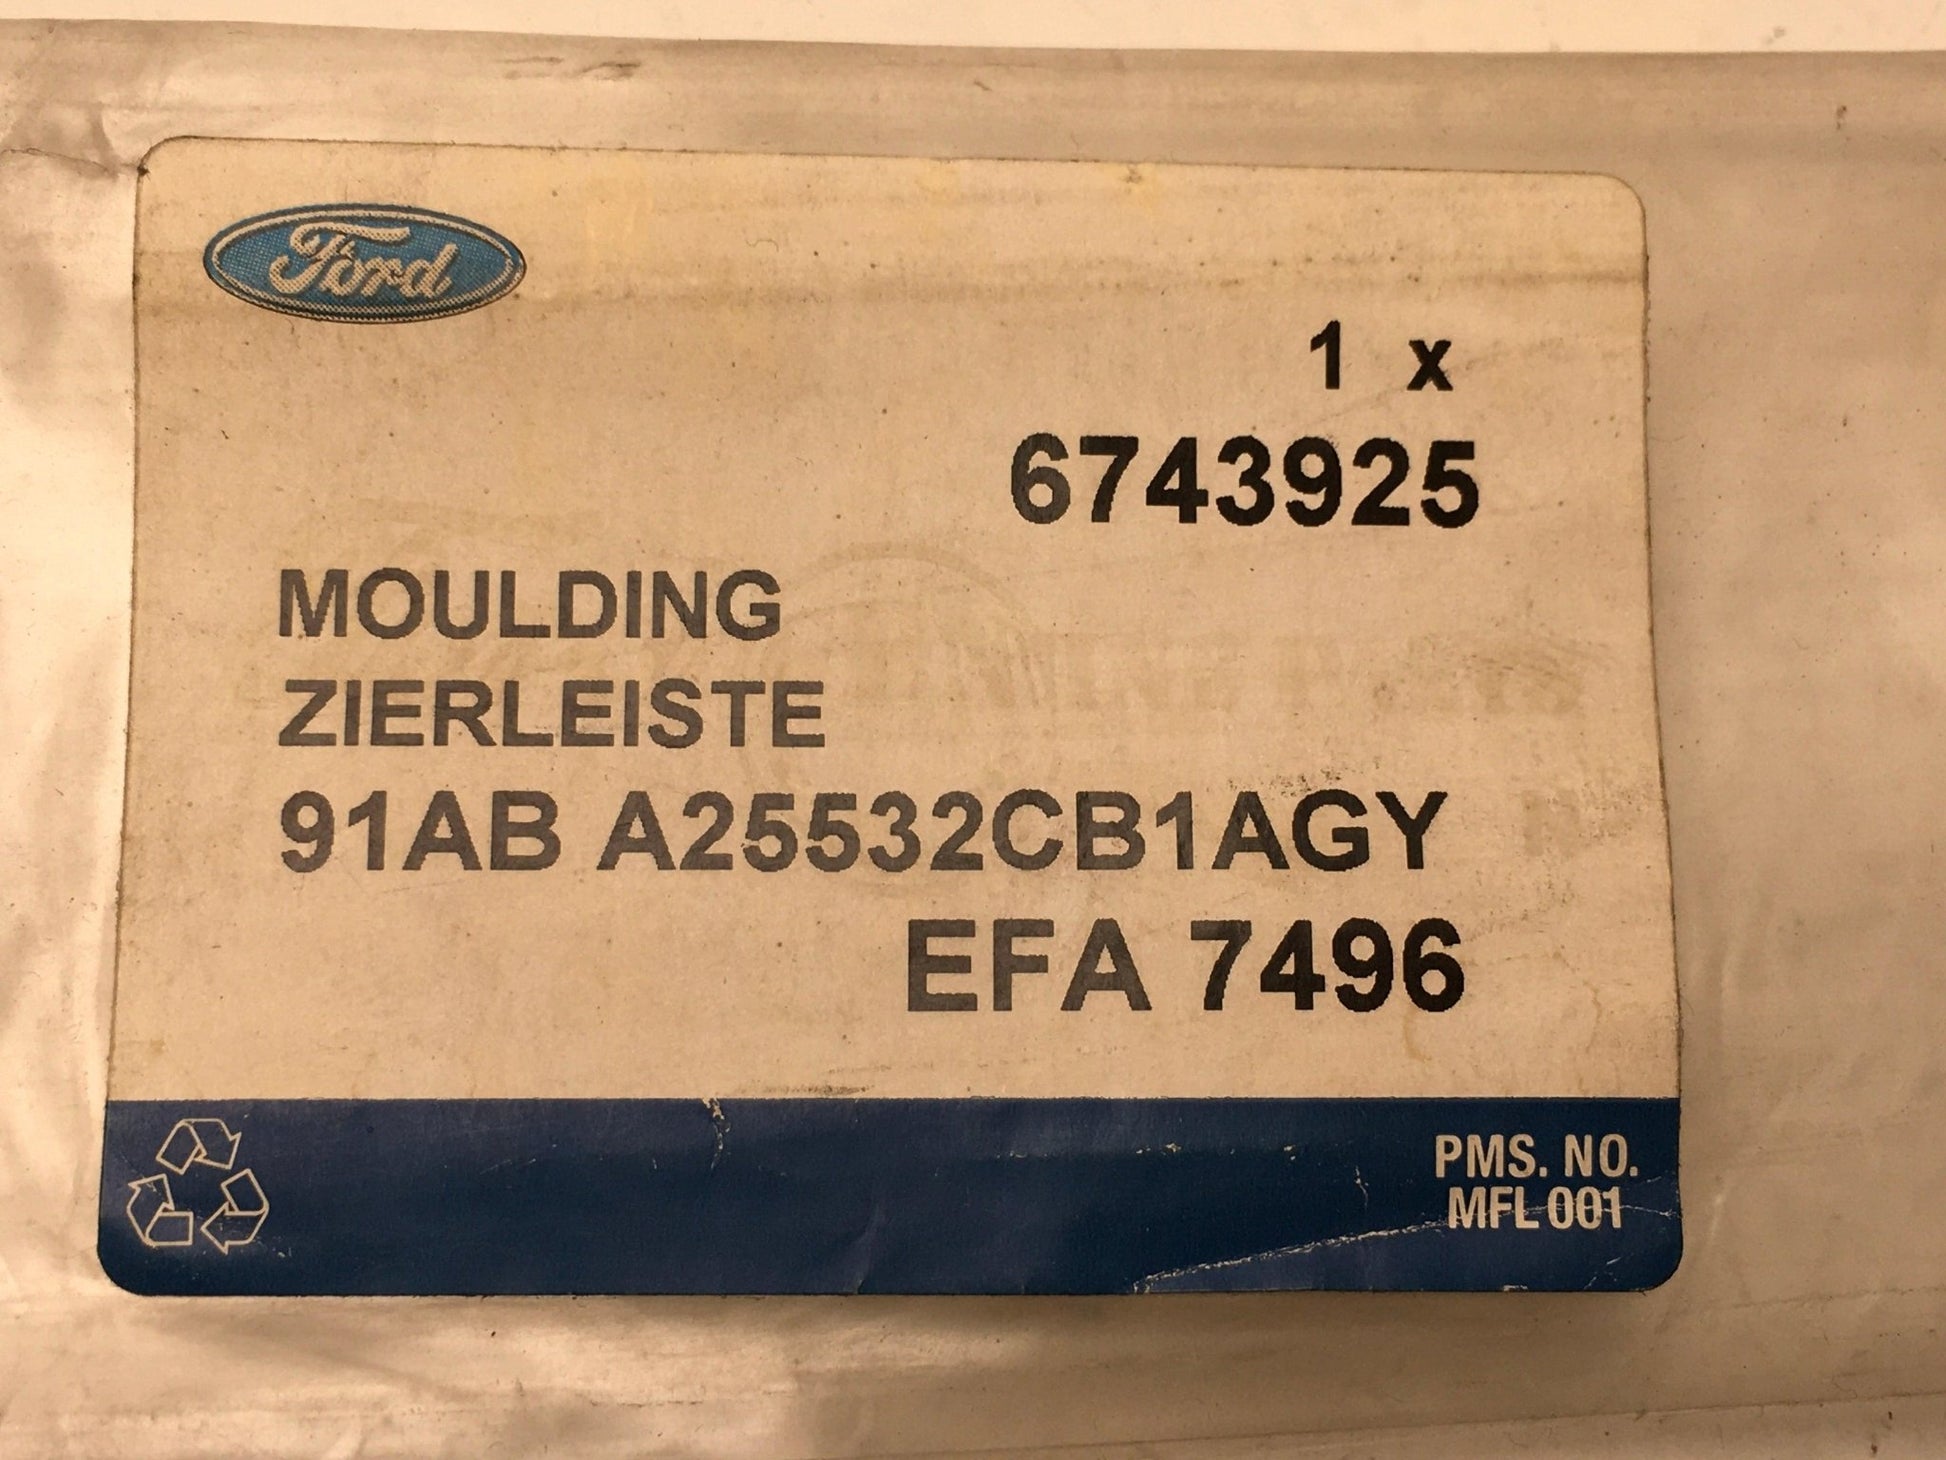 Ford
1 x
6743925
MOULDING
ZIERLEISTE
91AB A25532CB1AGY
EFA 7496
PMS. NO.
MFL 001